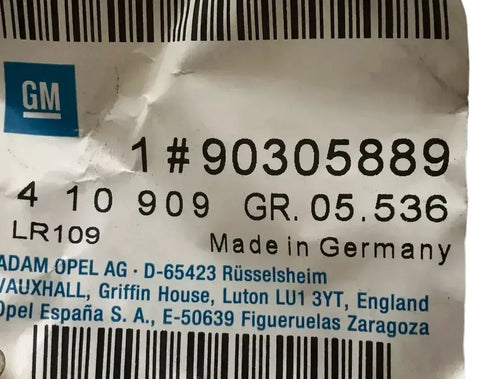 GM
1 # 90305889
4 10 909 GR. 05.536
LR109 Made in Germany
ADAM OPEL AG · D-65423 Rüsselsheim
VAUXHALL, Griffin House, Luton LU1 3YT, England
Opel España S. A., E-50639 Figueruelas Zaragoza